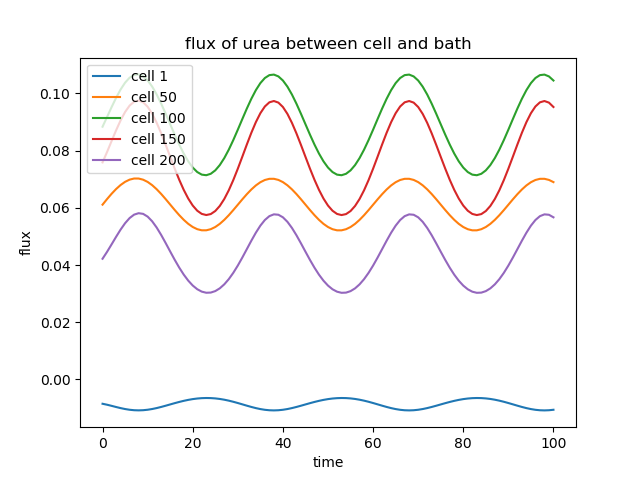 flux of urea between cell and bath
cell 1
cell 50
cell 100
cell 150
cell 200
flux
0.10
0.08
0.06
0.04
0.02
0.00
0 20 40 60 80 100
time